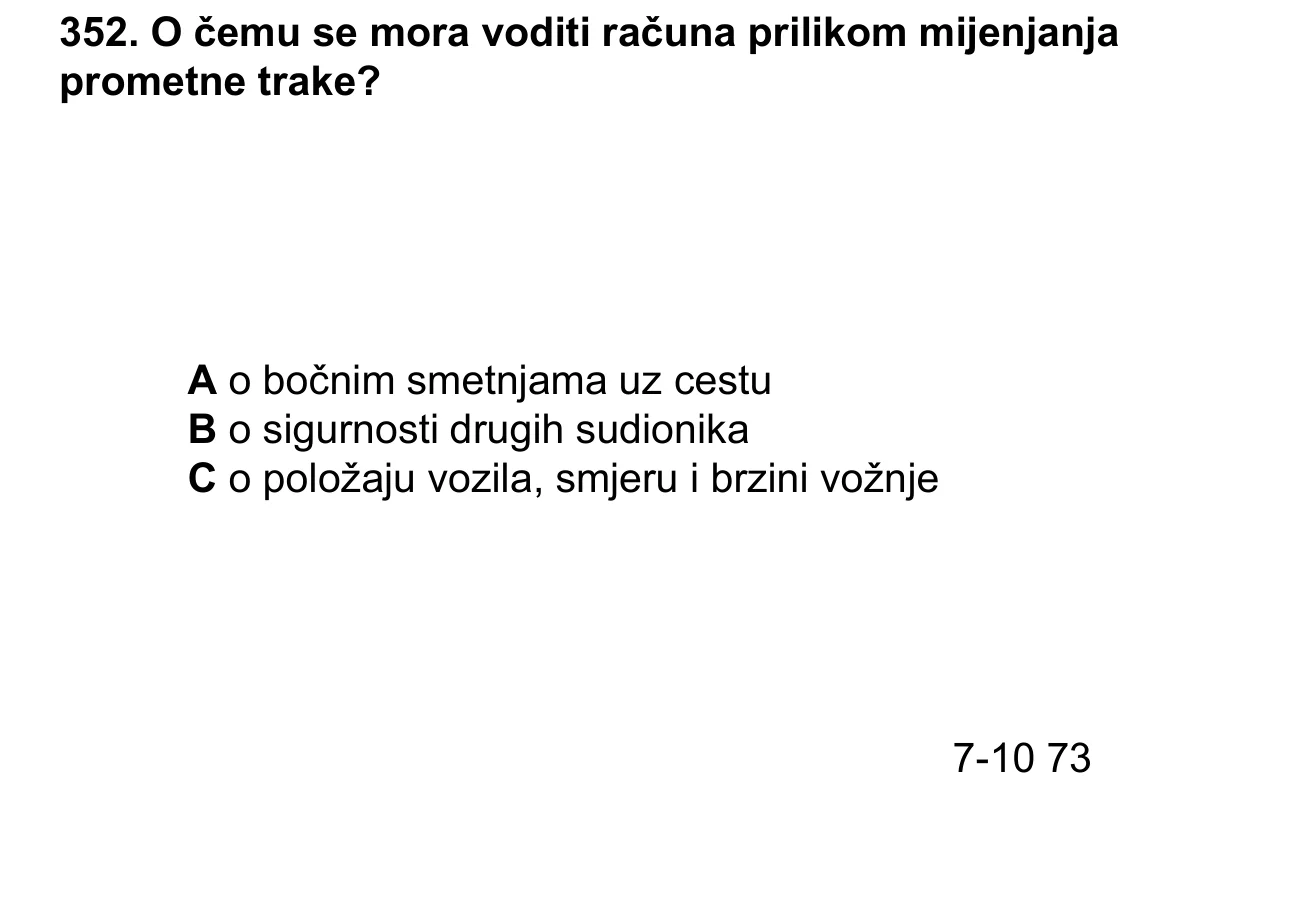 352. O čemu se mora voditi računa prilikom mijenjanja
prometne trake?
A o bočnim smetnjama uz cestu
B o sigurnosti drugih sudionika
C o položaju vozila, smjeru i brzini vožnje
7-10 73